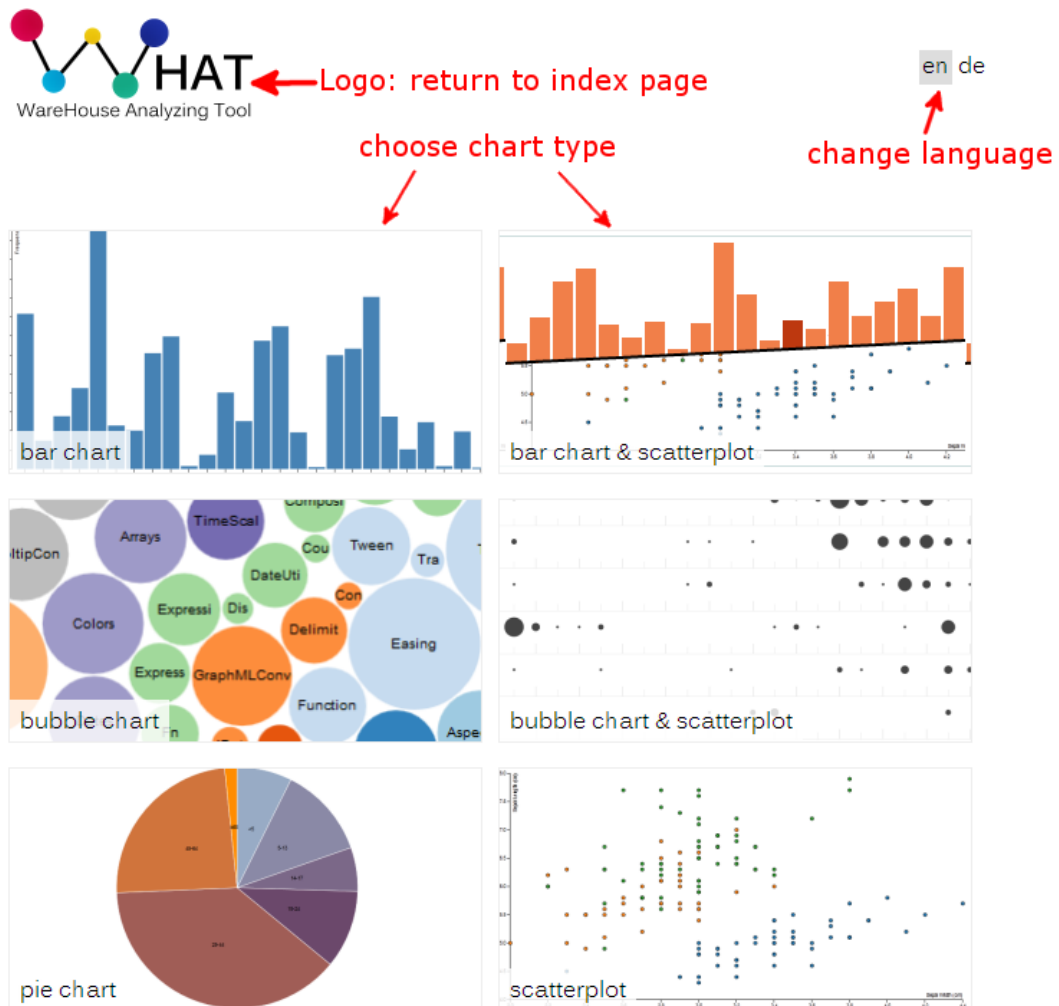 HAT
WareHouse Analyzing Tool
Logo: return to index page
en de
choose chart type
change language
bar chart
bar chart & scatterplot
TimeScal
Arrays
Tween
Cou
Tra
DateUti
Con
Expressi
Dis
Colors
Delimit
Easing
Express
GraphMLConv
Function
bubble chart
Fn
Aspe
bubble chart & scatterplot
pie chart
scatterplot